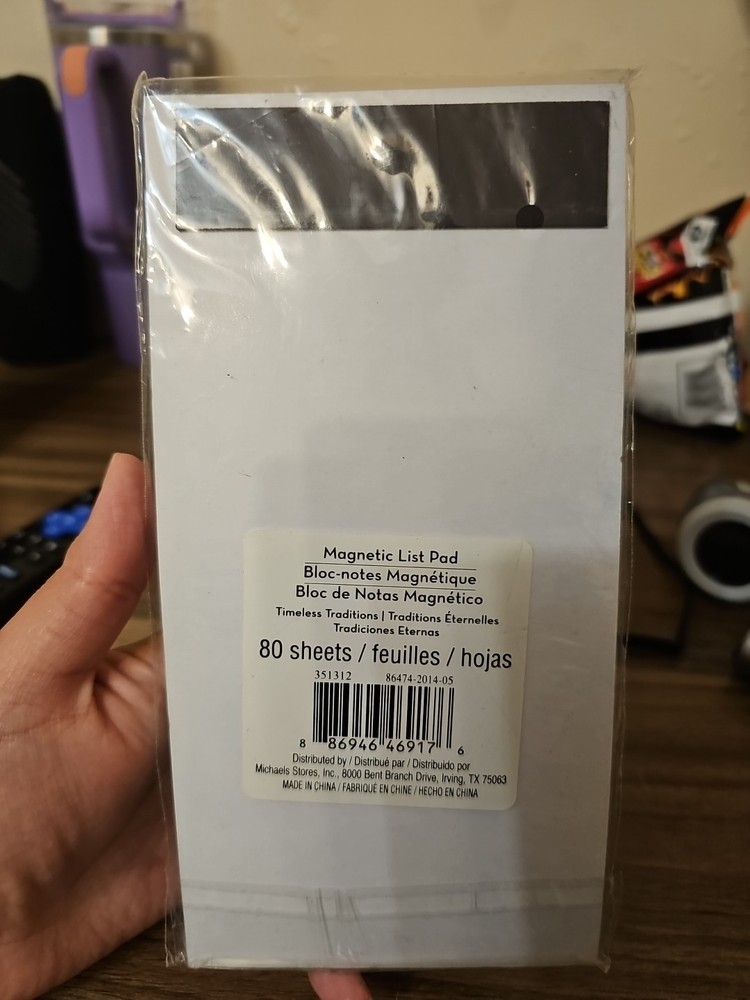 Magnetic List Pad
Bloc-notes Magnétique
Bloc de Notas Magnético
Timeless Traditions | Traditions Éternelles
Tradiciones Eternas
80 sheets / feuilles / hojas
351312 86474-2014-05
8 86946 46917 6
Distributed by / Distribué par / Distribuido por
Michaels Stores, Inc., 8000 Bent Branch Drive, Irving, TX 75063
MADE IN CHINA / FABRIQUÉ EN CHINE / HECHO EN CHINA